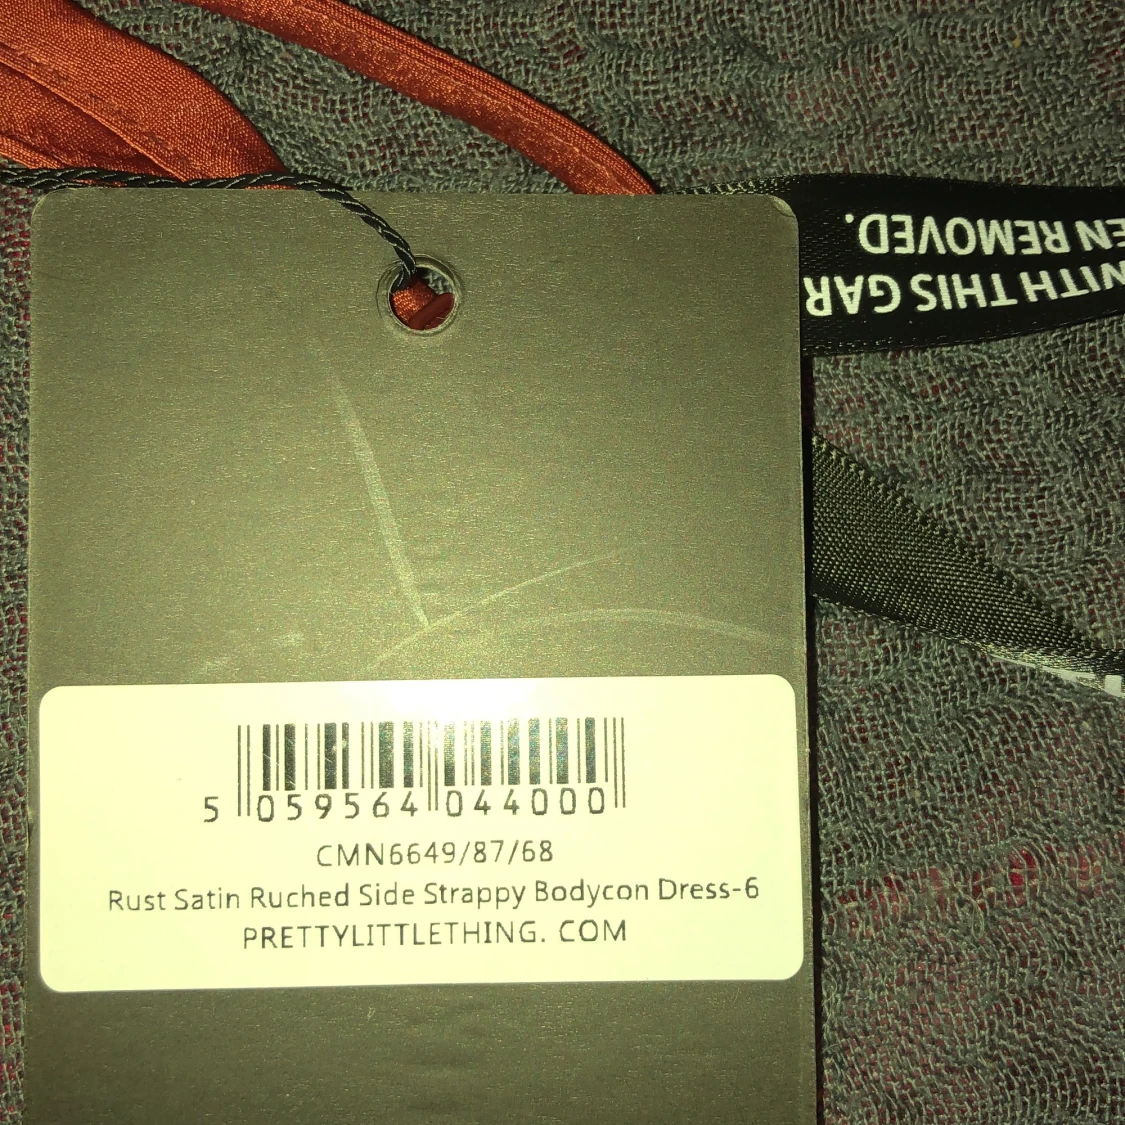 WITH THIS GAR
EN REMOVED.
5 059564 044000
CMN6649/87/68
Rust Satin Ruched Side Strappy Bodycon Dress-6
PRETTYLITTLETHING. COM